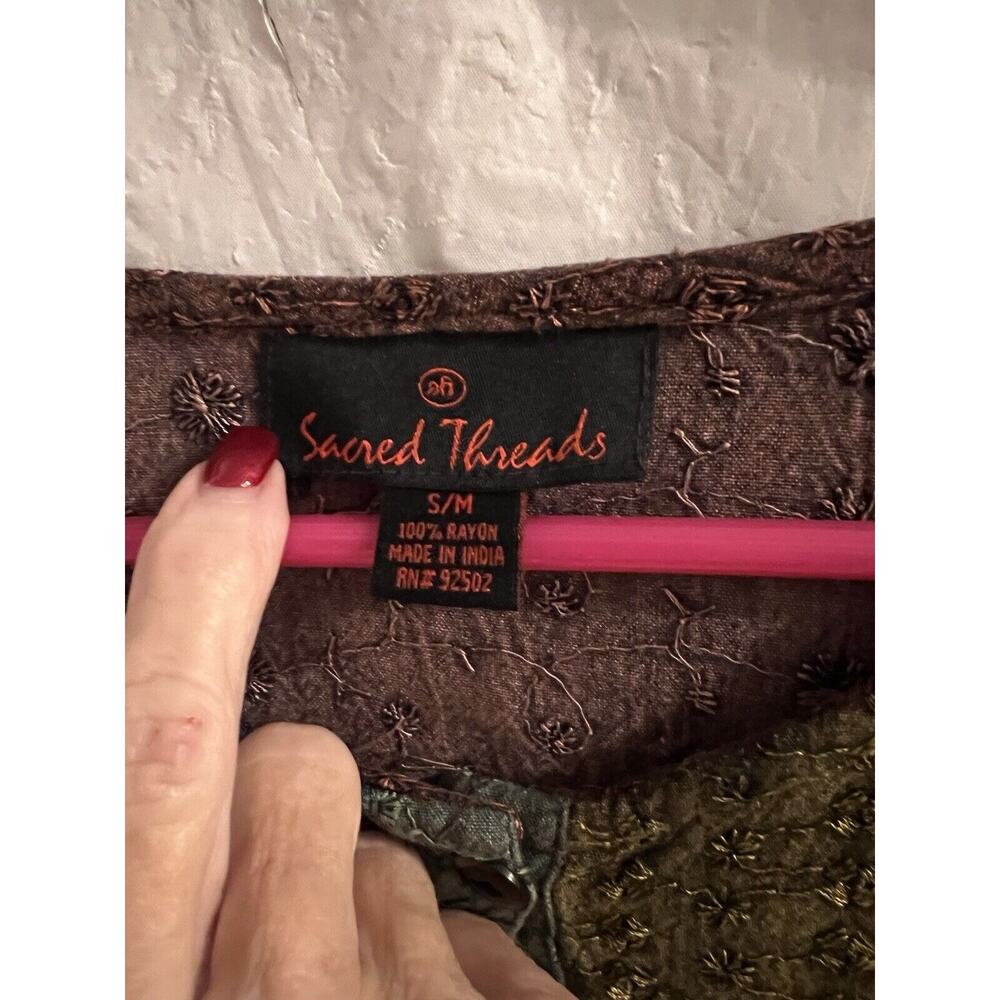 Sacred Threads
S/M
100% RAYON
MADE IN INDIA
RN# 92502